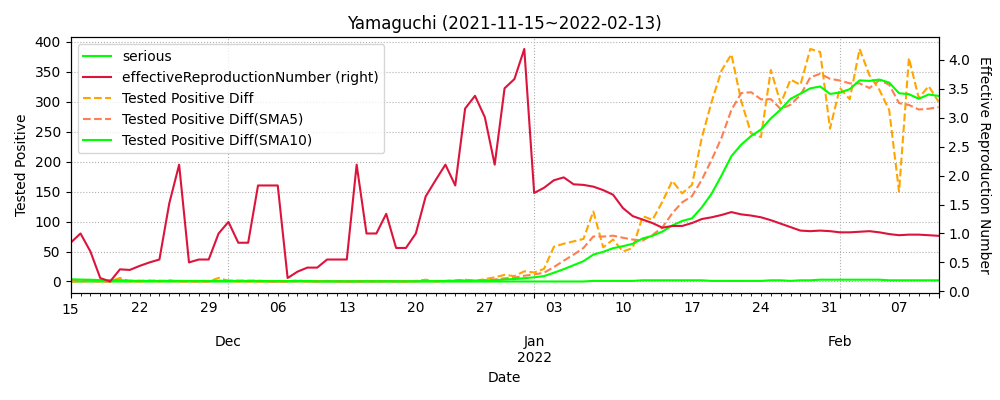 Yamaguchi (2021-11-15~2022-02-13)
serious
effectiveReproductionNumber (right)
Tested Positive Diff
Tested Positive Diff(SMA5)
Tested Positive Diff(SMA10)
Tested Positive
400
350
300
250
200
150
100
50
0
4.0
3.5
3.0
2.5
2.0
1.5
1.0
0.5
0.0
Effective Reproduction Number
15 22 29 06 13 20 27 03 10 17 24 31 07
Dec Jan Feb
2022
Date